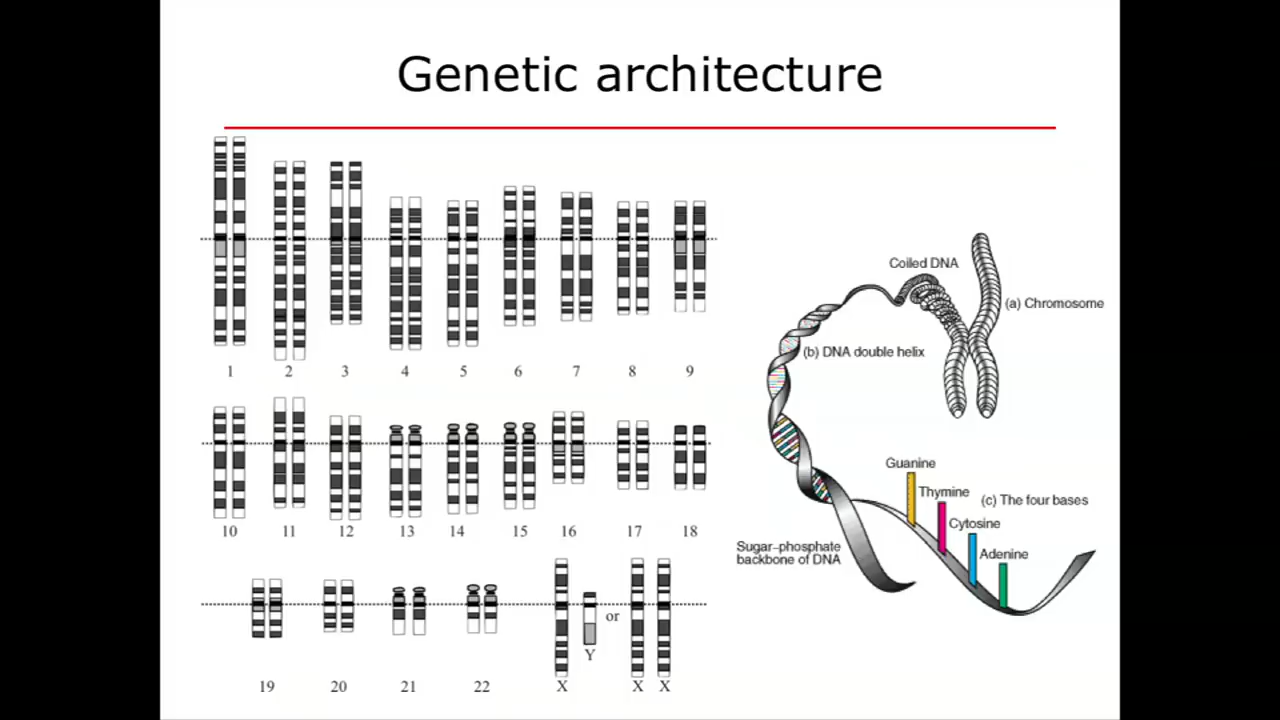 Genetic architecture
1 2 3 4 5 6 7 8 9
10 11 12 13 14 15 16 17 18
or
Y
19 20 21 22 X X X
Coiled DNA
(a) Chromosome
(b) DNA double helix
Guanine
Thymine
(c) The four bases
Cytosine
Adenine
Sugar–phosphate
backbone of DNA